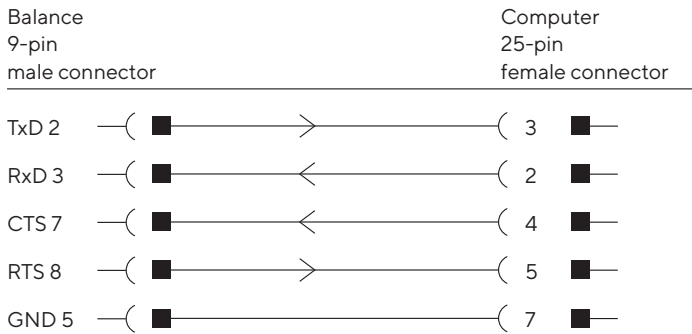 Balance
9-pin
male connector
Computer
25-pin
female connector
TxD 2 3
RxD 3 2
CTS 7 4
RTS 8 5
GND 5 7